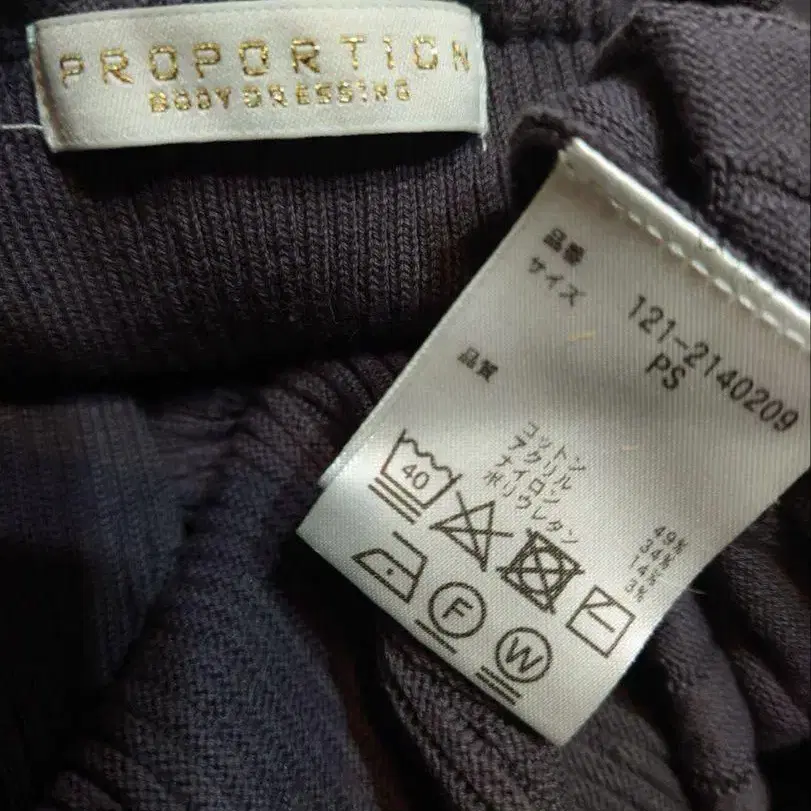 PROPORTION
BODY DRESSING
品番 121-2140209
サイズ PS
品質
コットン 49%
アクリル 34%
ナイロン 14%
ポリウレタン 3%
40
F
W